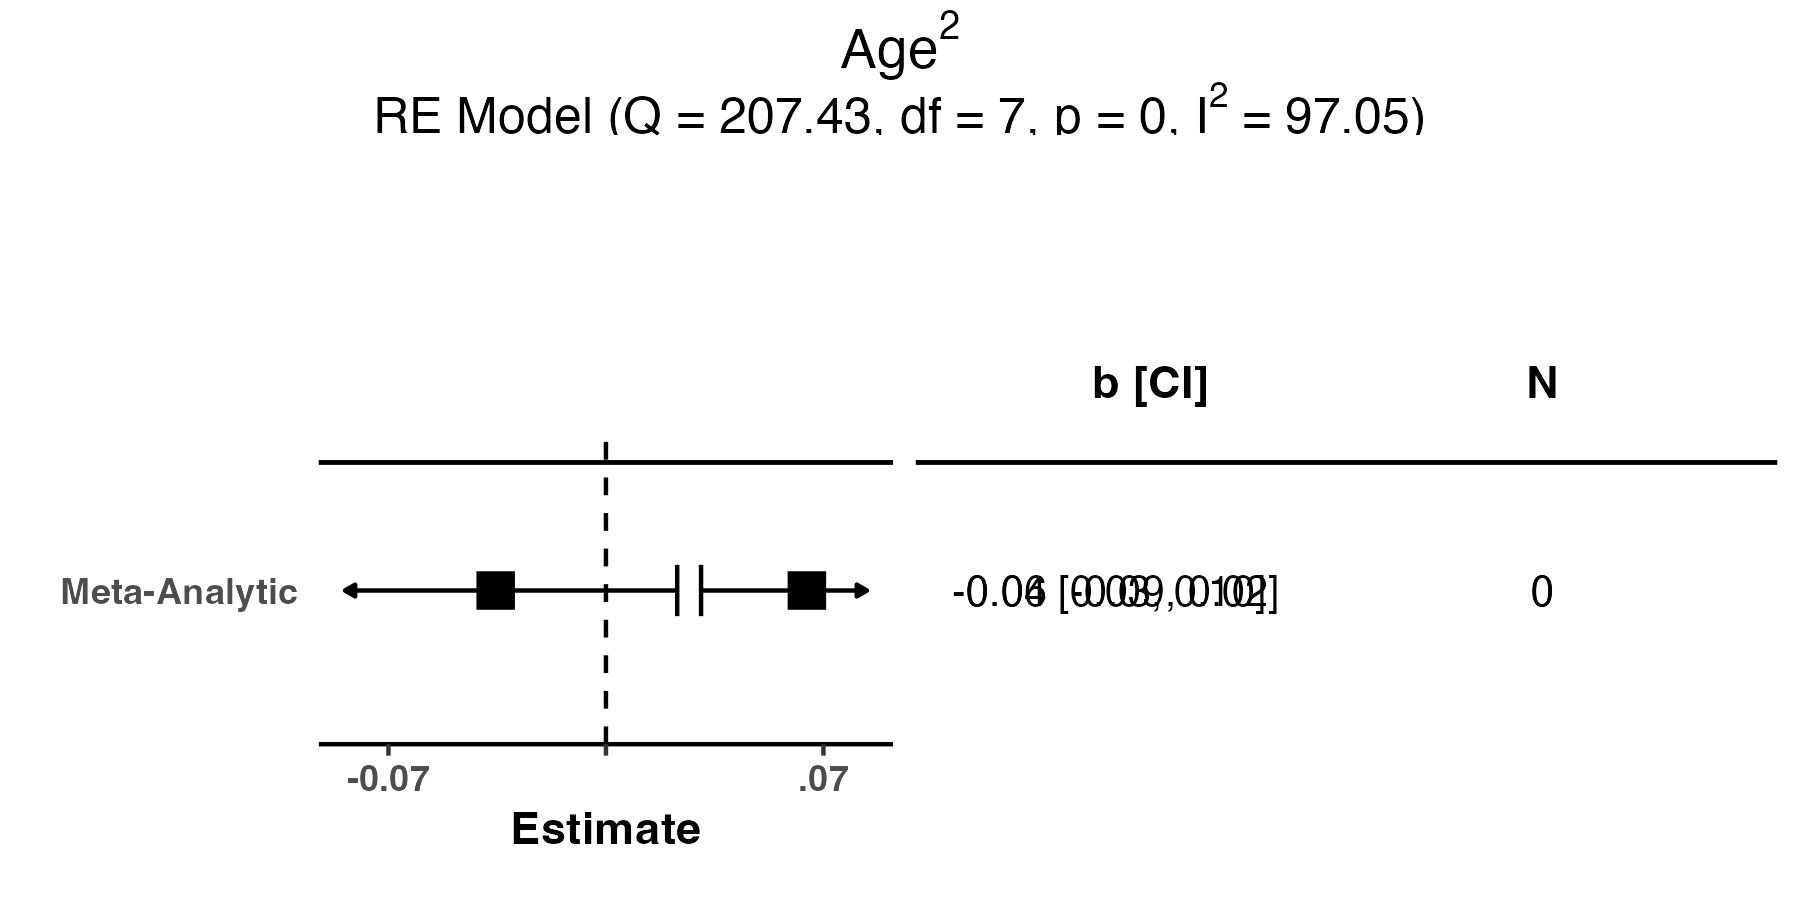 Age²
RE Model (Q = 207.43, df = 7, p = 0, I² = 97.05)
b [CI] N
Meta-Analytic 0
-0.07 .07
Estimate